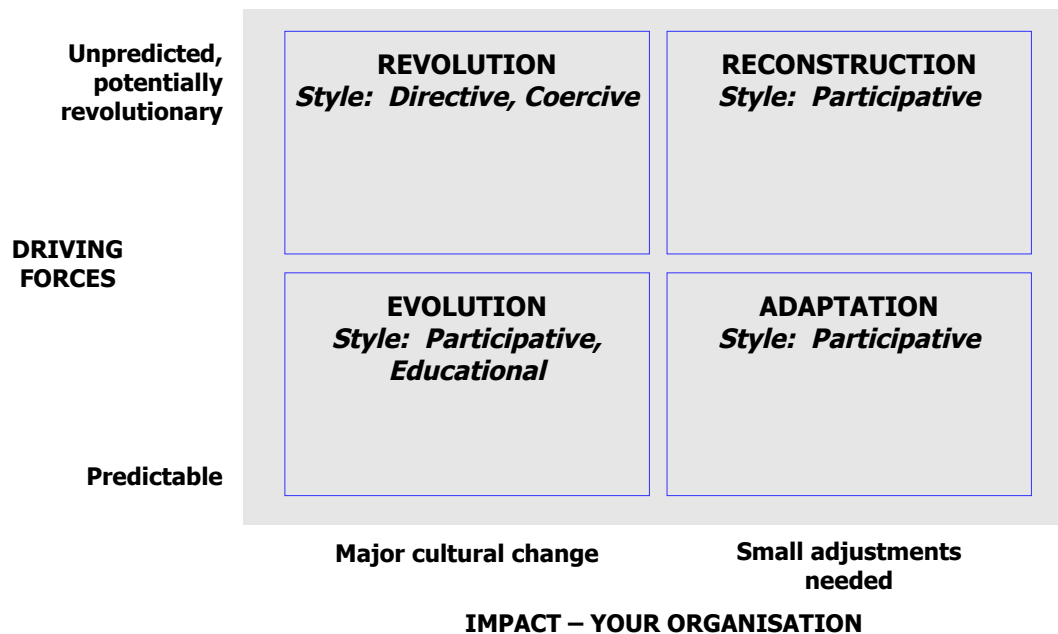 Unpredicted,
potentially
revolutionary
REVOLUTION
Style:  Directive, Coercive
RECONSTRUCTION
Style:  Participative
DRIVING
FORCES
EVOLUTION
Style:  Participative,
Educational
ADAPTATION
Style:  Participative
Predictable
Major cultural change
Small adjustments
needed
IMPACT – YOUR ORGANISATION